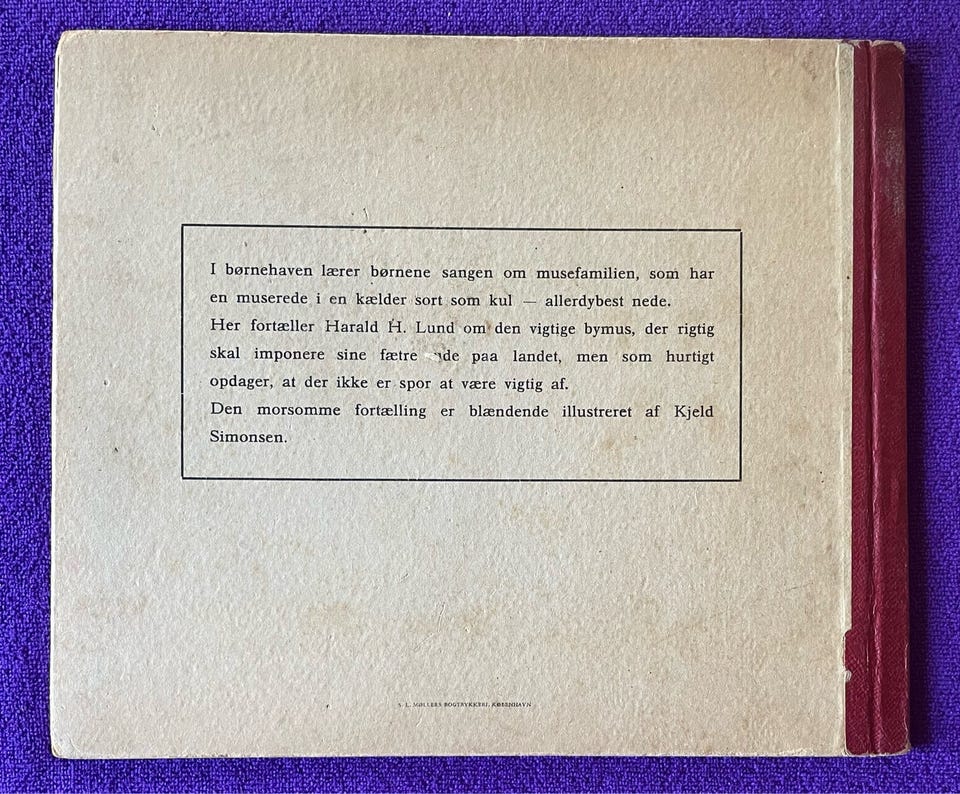 I børnehaven lærer børnene sangen om musefamilien, som har
en muserede i en kælder sort som kul — allerdybest nede.
Her fortæller Harald H. Lund om den vigtige bymus, der rigtig
skal imponere sine fætre paa landet, men som hurtigt
opdager, at der ikke er spor at være vigtig af.
Den morsomme fortælling er blændende illustreret af Kjeld
Simonsen.
S. L. MØLLERS BOGTRYKKERI, KØBENHAVN